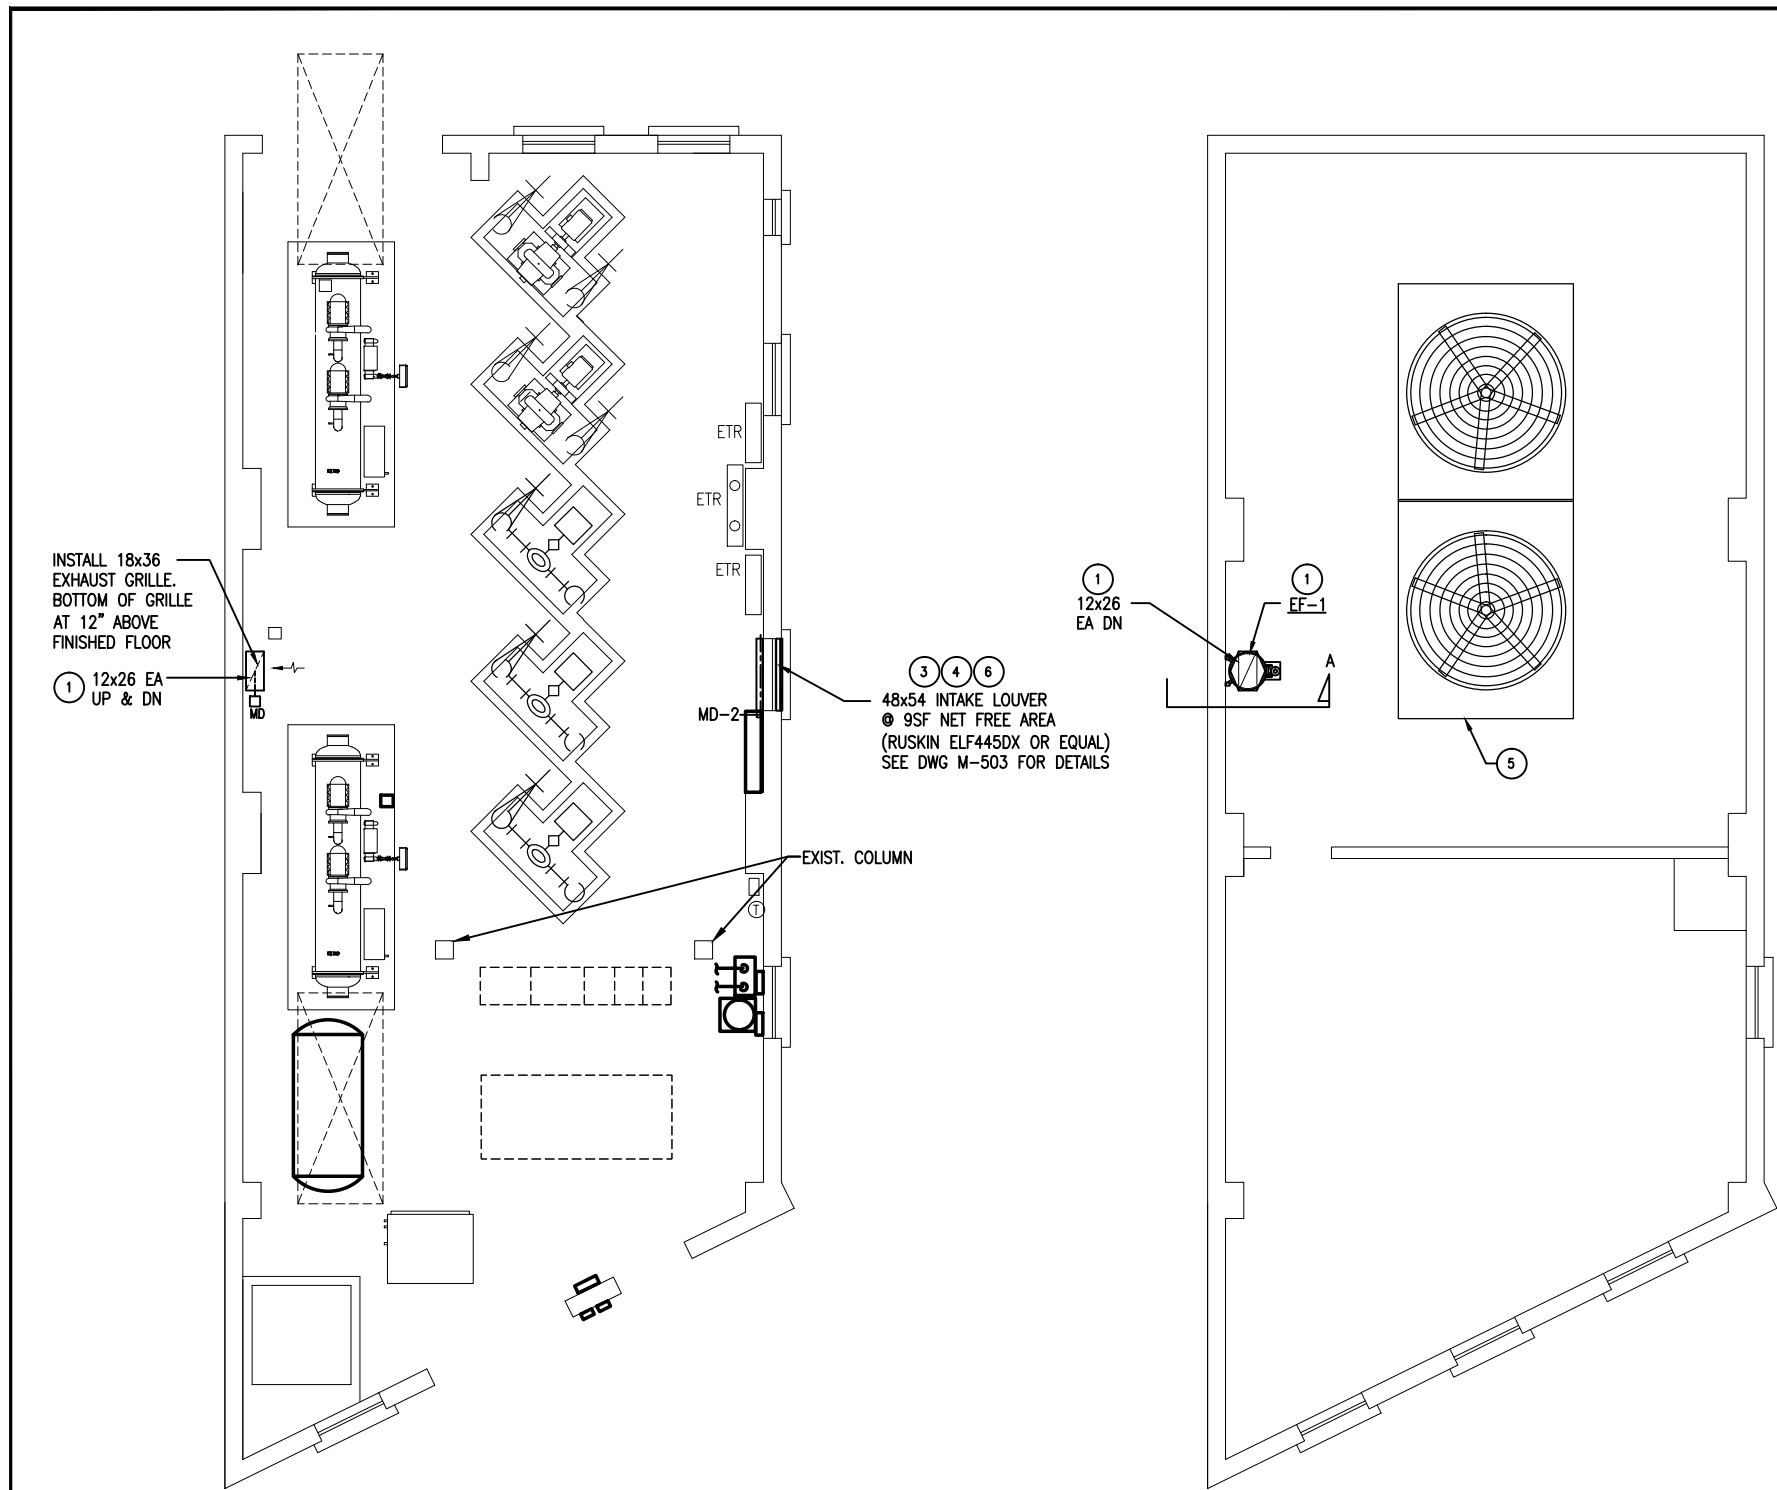 INSTALL 18x36
EXHAUST GRILLE.
BOTTOM OF GRILLE
AT 12" ABOVE
FINISHED FLOOR
1 12x26 EA
UP & DN
MD
ETR
ETR
ETR
MD-2
3 4 6
48x54 INTAKE LOUVER
@ 9SF NET FREE AREA
(RUSKIN ELF445DX OR EQUAL)
SEE DWG M-503 FOR DETAILS
EXIST. COLUMN
T
1
12x26
EA DN
1
EF-1
A
5